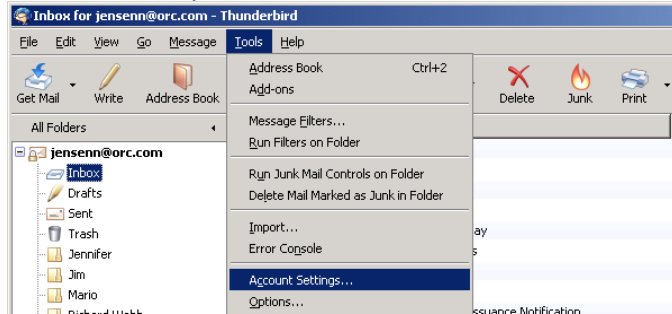 Inbox for jensenn@orc.com - Thunderbird
File Edit View Go Message Tools Help
Get Mail Write Address Book Delete Junk Print
Address Book Ctrl+2
Add-ons
Message Filters...
Run Filters on Folder
Run Junk Mail Controls on Folder
Delete Mail Marked as Junk in Folder
Import...
Error Console
Account Settings...
Options...
All Folders
jensenn@orc.com
Inbox
Drafts
Sent
Trash
Jennifer
Jim
Mario
ay
s
ssuance Notification